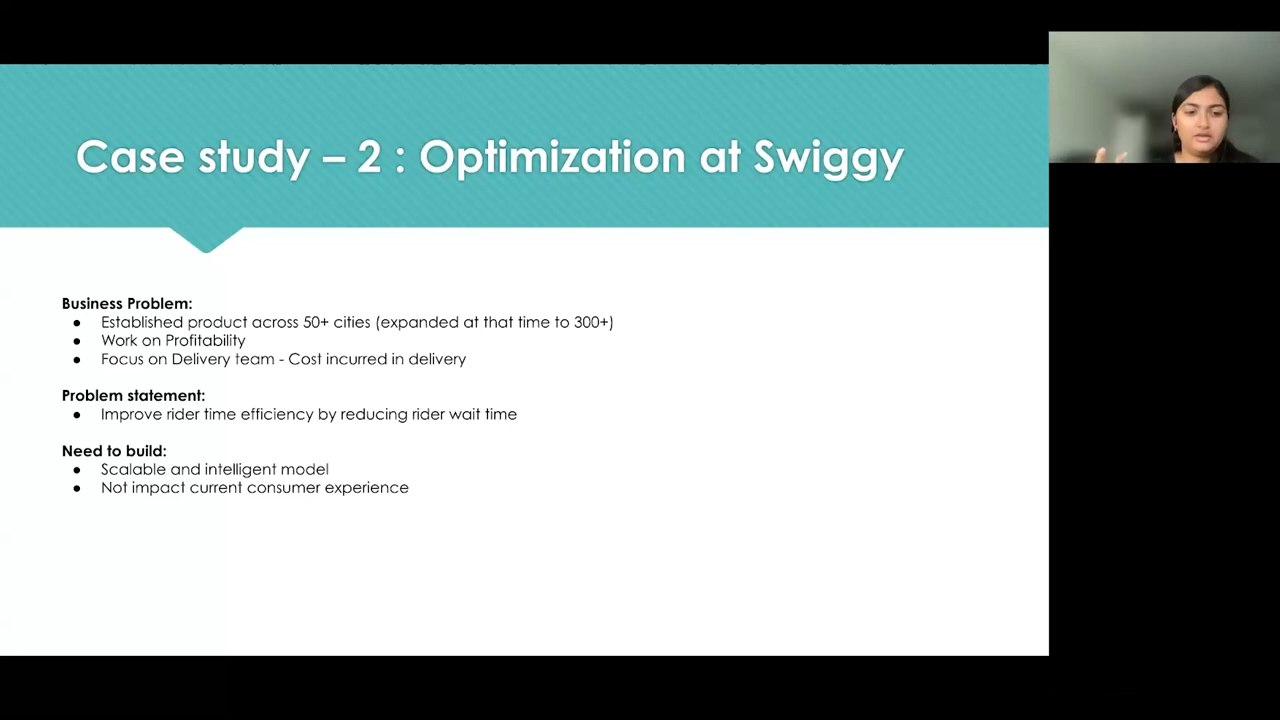 Case study – 2 : Optimization at Swiggy
Business Problem:
● Established product across 50+ cities (expanded at that time to 300+)
● Work on Profitability
● Focus on Delivery team - Cost incurred in delivery
Problem statement:
● Improve rider time efficiency by reducing rider wait time
Need to build:
● Scalable and intelligent model
● Not impact current consumer experience